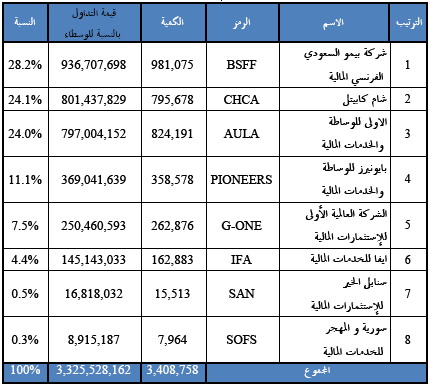 الترتيب الاسم الرمز الكمية قيمة التداول بالنسبة للوسطاء النسبة
1 شركة بيمو السعودي الفرنسي المالية BSFF 981,075 936,707,698 28.2%
2 شام كابيتل CHCA 795,678 801,437,829 24.1%
3 الاولى للوساطة والخدمات المالية AULA 824,191 797,004,152 24.0%
4 بايونيرز للوساطة والخدمات المالية PIONEERS 358,578 369,041,639 11.1%
5 الشركة العالمية الأولى للإستثمارات المالية G-ONE 262,876 250,460,593 7.5%
6 ايفا للخدمات المالية IFA 162,883 145,143,033 4.4%
7 سنابل الخير للإستثمارات المالية SAN 15,513 16,818,032 0.5%
8 سورية و المهجر للخدمات المالية SOFS 7,964 8,915,187 0.3%
المجموع 3,408,758 3,325,528,162 100%